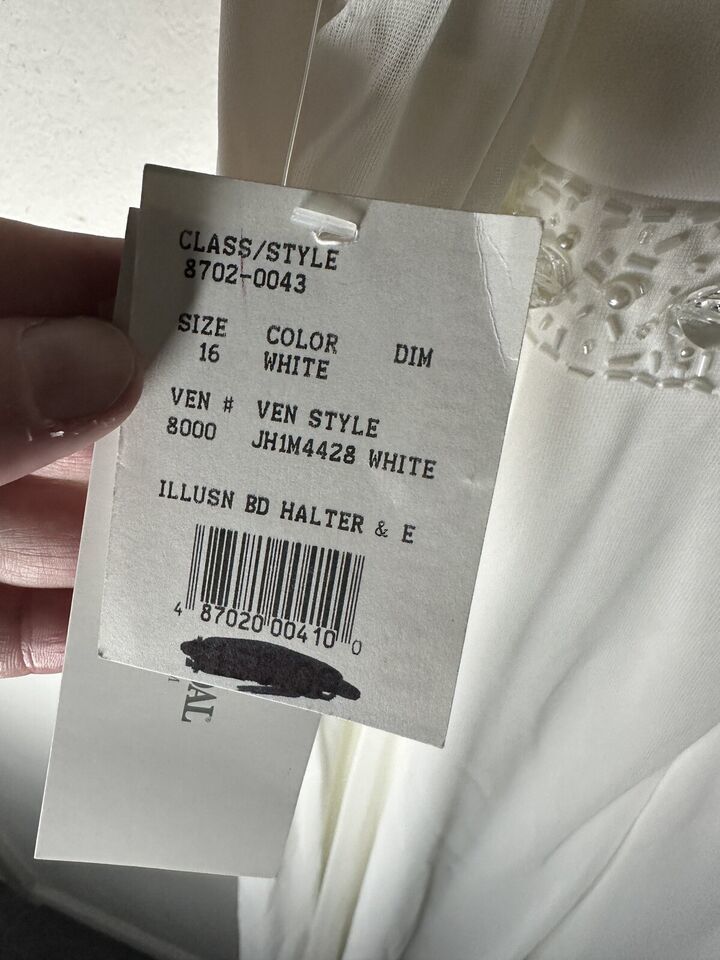 CLASS/STYLE
8702-0043
SIZE COLOR DIM
16 WHITE
VEN # VEN STYLE
8000 JH1M4428 WHITE
ILLUSN BD HALTER & E
4 87020 00410 0